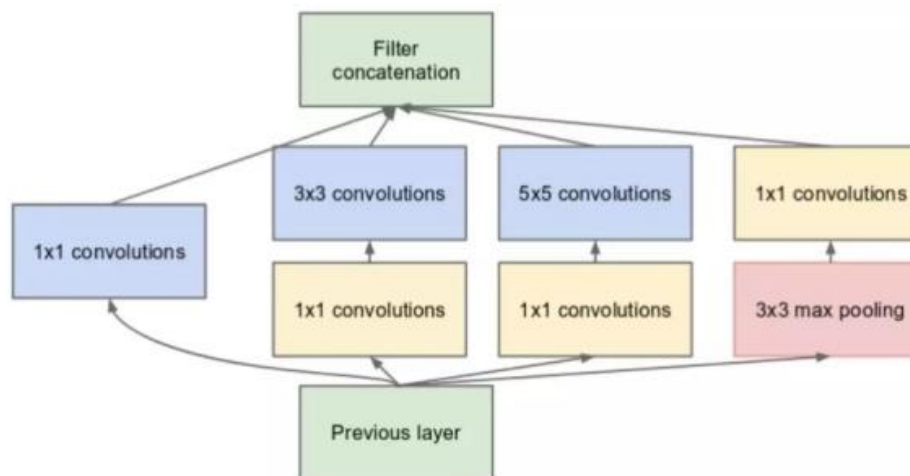 Filter
concatenation
3x3 convolutions
5x5 convolutions
1x1 convolutions
1x1 convolutions
1x1 convolutions
1x1 convolutions
3x3 max pooling
Previous layer